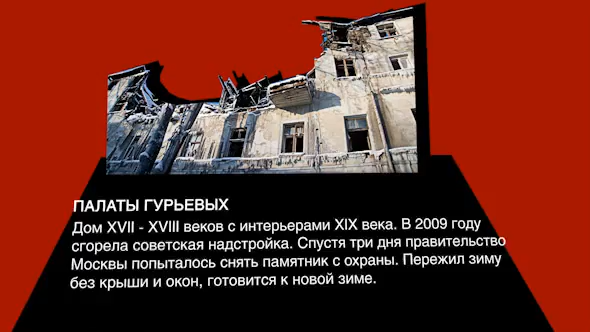 ПАЛАТЫ ГУРЬЕВЫХ
Дом XVII - XVIII веков с интерьерами XIX века. В 2009 году
сгорела советская надстройка. Спустя три дня правительство
Москвы попыталось снять памятник с охраны. Пережил зиму
без крыши и окон, готовится к новой зиме.